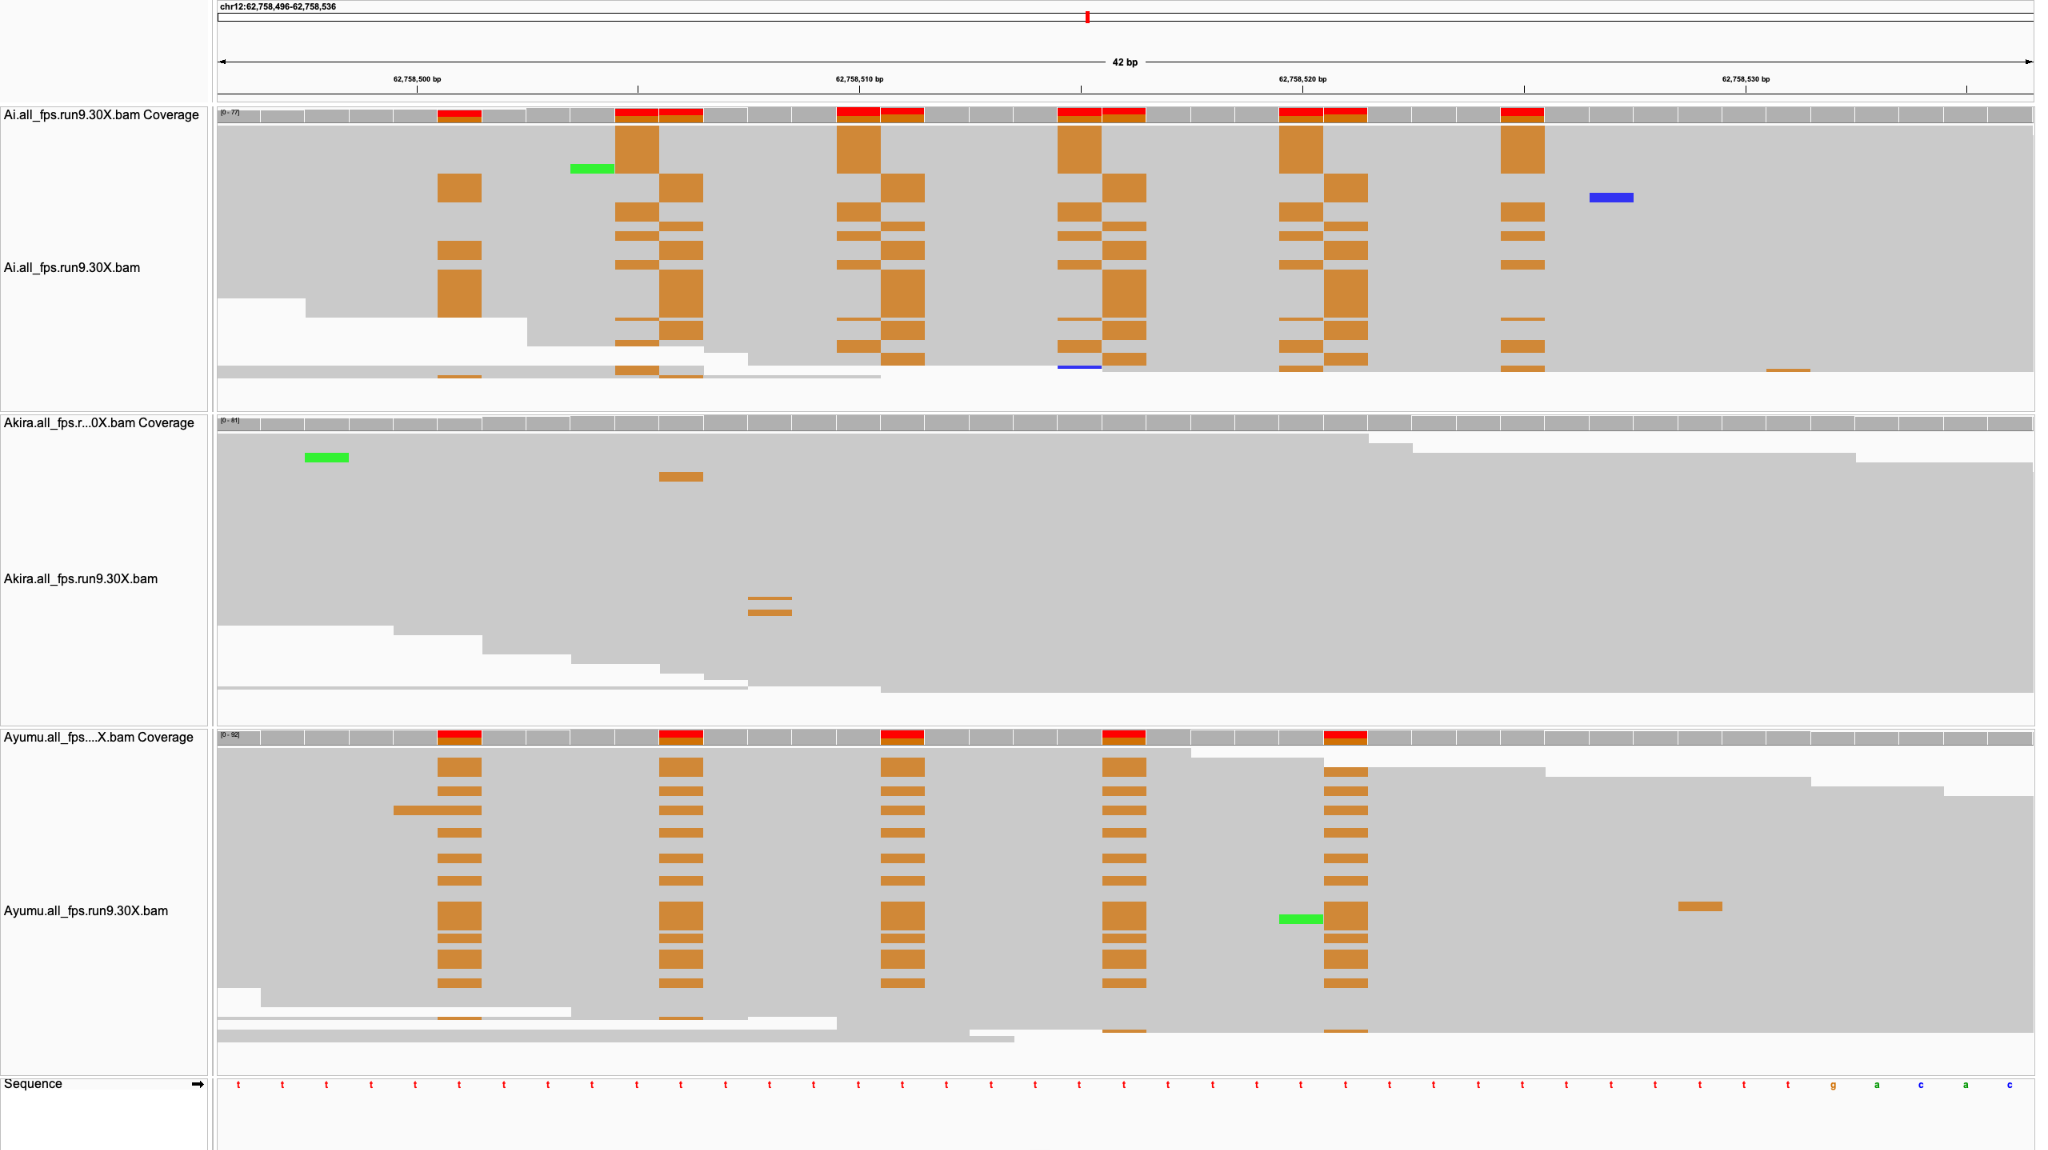 chr12:62,758,496-62,758,536
42 bp
62,758,500 bp 62,758,510 bp 62,758,520 bp 62,758,530 bp
Ai.all_fps.run9.30X.bam Coverage
[0 - 77]
Ai.all_fps.run9.30X.bam
Akira.all_fps.r...0X.bam Coverage
[0 - 81]
Akira.all_fps.run9.30X.bam
Ayumu.all_fps....X.bam Coverage
[0 - 92]
Ayumu.all_fps.run9.30X.bam
Sequence t t t t t t t t t t t t t t t t t t t t t t t t t t t t t t t t t t t t g a c a c